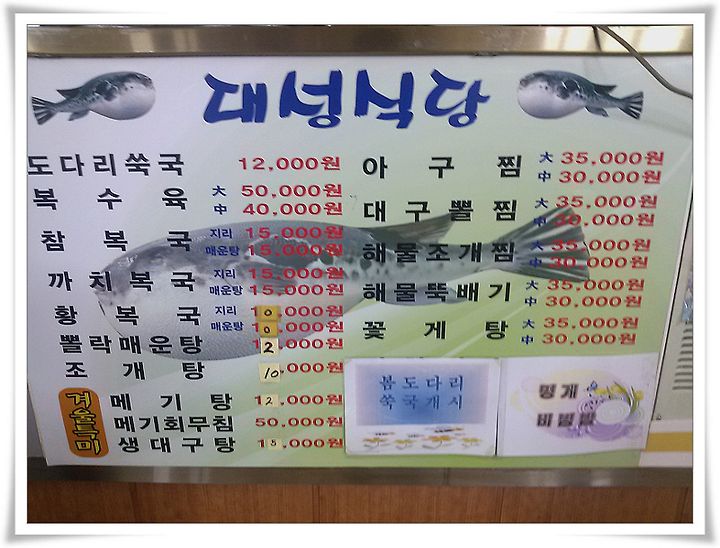 대성식당
도다리쑥국 12,000원
복수육 大 50,000원
中 40,000원
참복국 지리 15,000원
매운탕 15,000원
까치복국 지리 15,000원
매운탕 15,000원
황복국 지리 10,000원
매운탕 10,000원
뽈락매운탕 12,000원
조개탕 10,000원
겨울별미
메기탕 12,000원
메기회무침 50,000원
생대구탕 15,000원
아구찜 大 35,000원
中 30,000원
대구뽈찜 大 35,000원
中 30,000원
해물조개찜 大 35,000원
中 30,000원
해물뚝배기 大 35,000원
中 30,000원
꽃게탕 大 35,000원
中 30,000원
봄도다리
쑥국개시
멍게
비빔밥